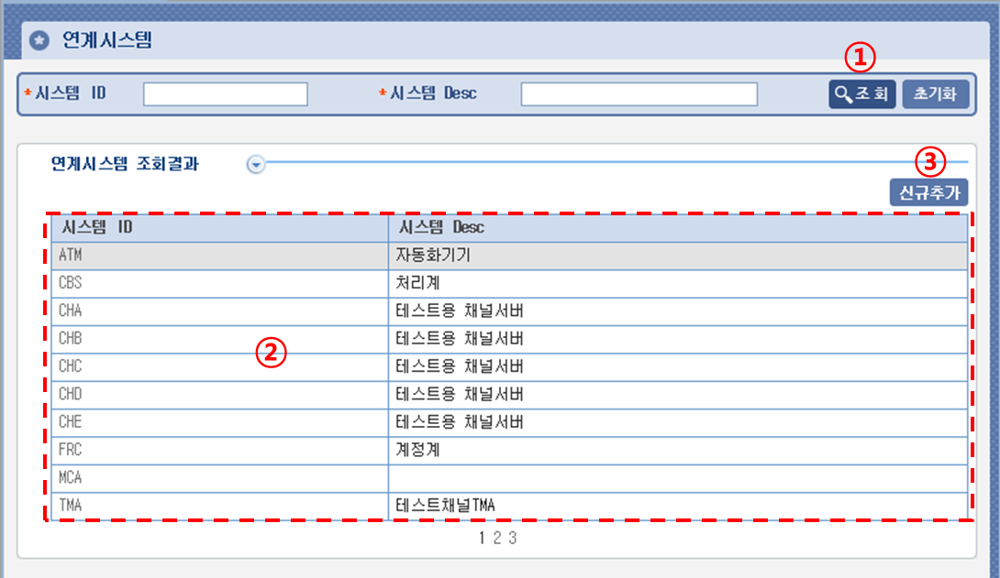 연계시스템
①
*시스템 ID *시스템 Desc 조회 초기화
연계시스템 조회결과 ③
신규추가
시스템 ID 시스템 Desc
ATM 자동화기기
CBS 처리계
CHA 테스트용 채널서버
CHB 테스트용 채널서버
② CHC 테스트용 채널서버
CHD 테스트용 채널서버
CHE 테스트용 채널서버
FRC 계정계
MCA
TMA 테스트채널TMA
1 2 3